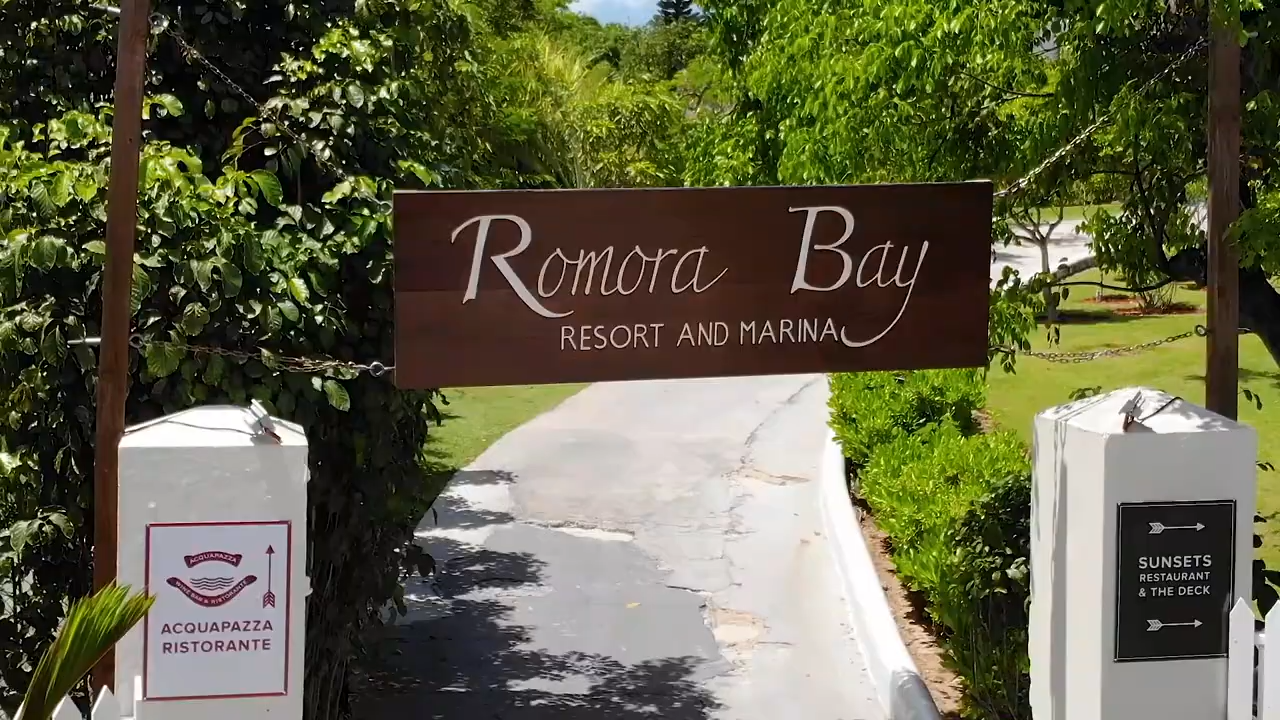 Romora Bay
RESORT AND MARINA
ACQUAPAZZA
WINE BAR & RISTORANTE
ACQUAPAZZA
RISTORANTE
SUNSETS
RESTAURANT
& THE DECK